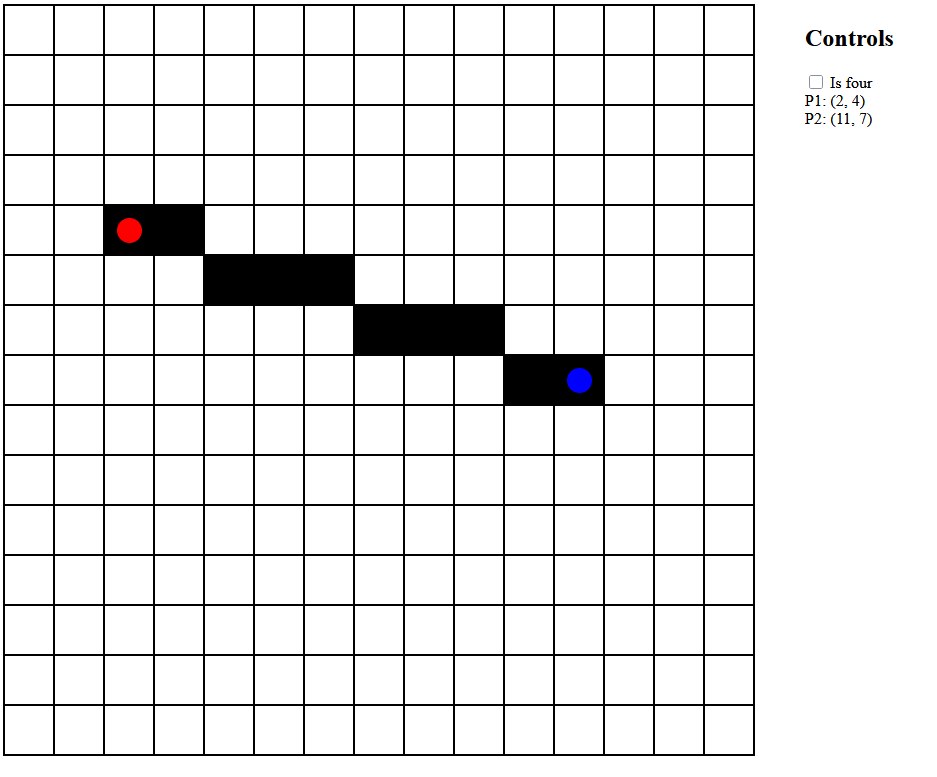 Controls
Is four
P1: (2, 4)
P2: (11, 7)